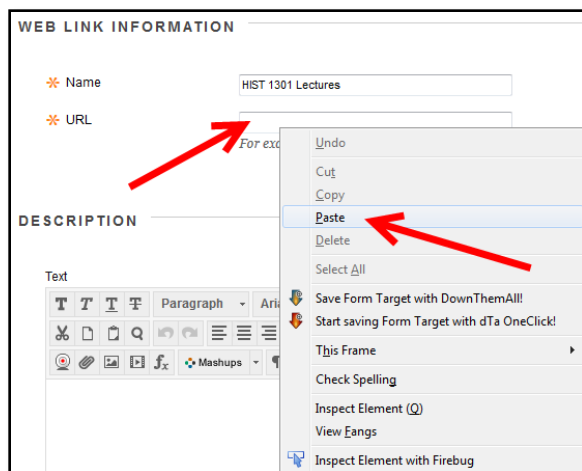 WEB LINK INFORMATION
Name
HIST 1301 Lectures
URL
For exa
Undo
Cut
Copy
Paste
Delete
Select All
Save Form Target with DownThemAll!
Start saving Form Target with dTa OneClick!
This Frame
Check Spelling
Inspect Element (Q)
View Fangs
Inspect Element with Firebug
DESCRIPTION
Text
T T T T Paragraph Aria
fx Mashups ¶